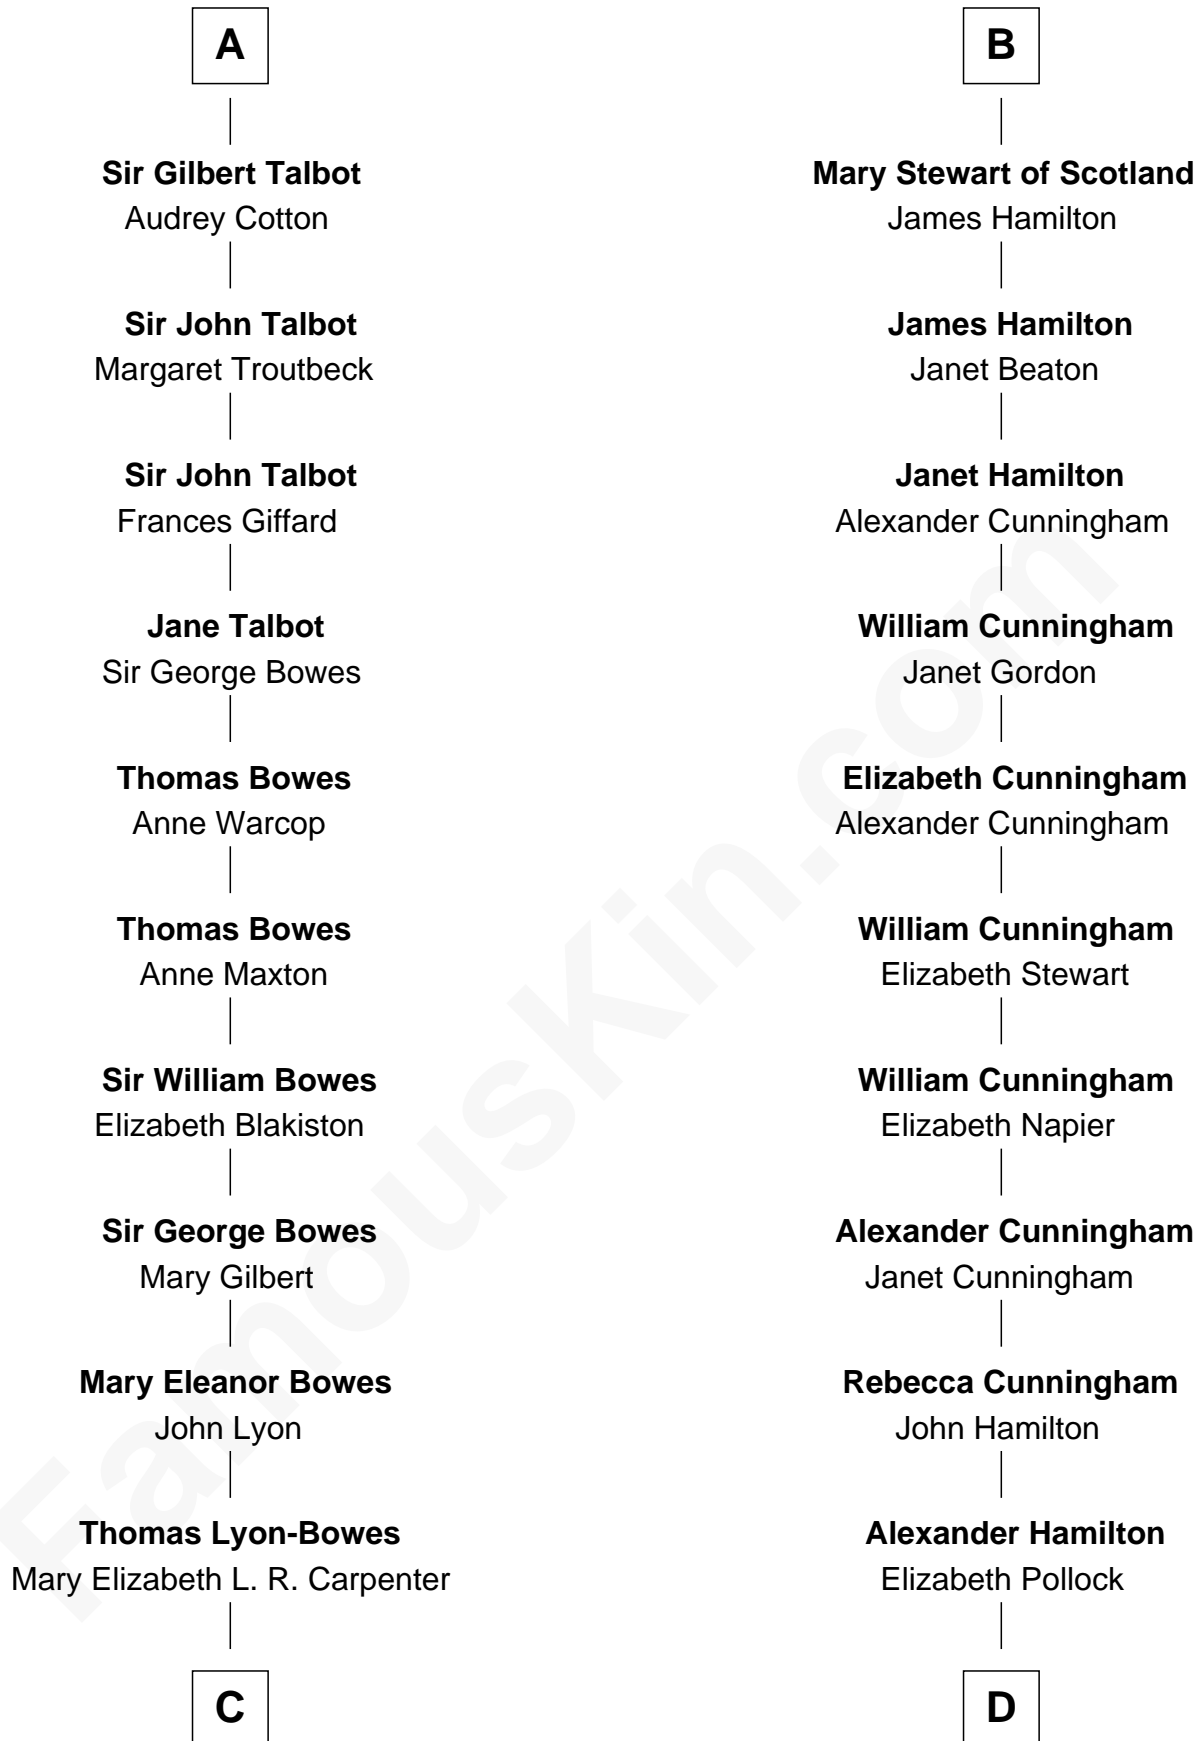 A
Sir Gilbert Talbot
Audrey Cotton
Sir John Talbot
Margaret Troutbeck
Sir John Talbot
Frances Giffard
Jane Talbot
Sir George Bowes
Thomas Bowes
Anne Warcop
Thomas Bowes
Anne Maxton
Sir William Bowes
Elizabeth Blakiston
Sir George Bowes
Mary Gilbert
Mary Eleanor Bowes
John Lyon
Thomas Lyon-Bowes
Mary Elizabeth L. R. Carpenter
C
B
Mary Stewart of Scotland
James Hamilton
James Hamilton
Janet Beaton
Janet Hamilton
Alexander Cunningham
William Cunningham
Janet Gordon
Elizabeth Cunningham
Alexander Cunningham
William Cunningham
Elizabeth Stewart
William Cunningham
Elizabeth Napier
Alexander Cunningham
Janet Cunningham
Rebecca Cunningham
John Hamilton
Alexander Hamilton
Elizabeth Pollock
D
FamousKin.com